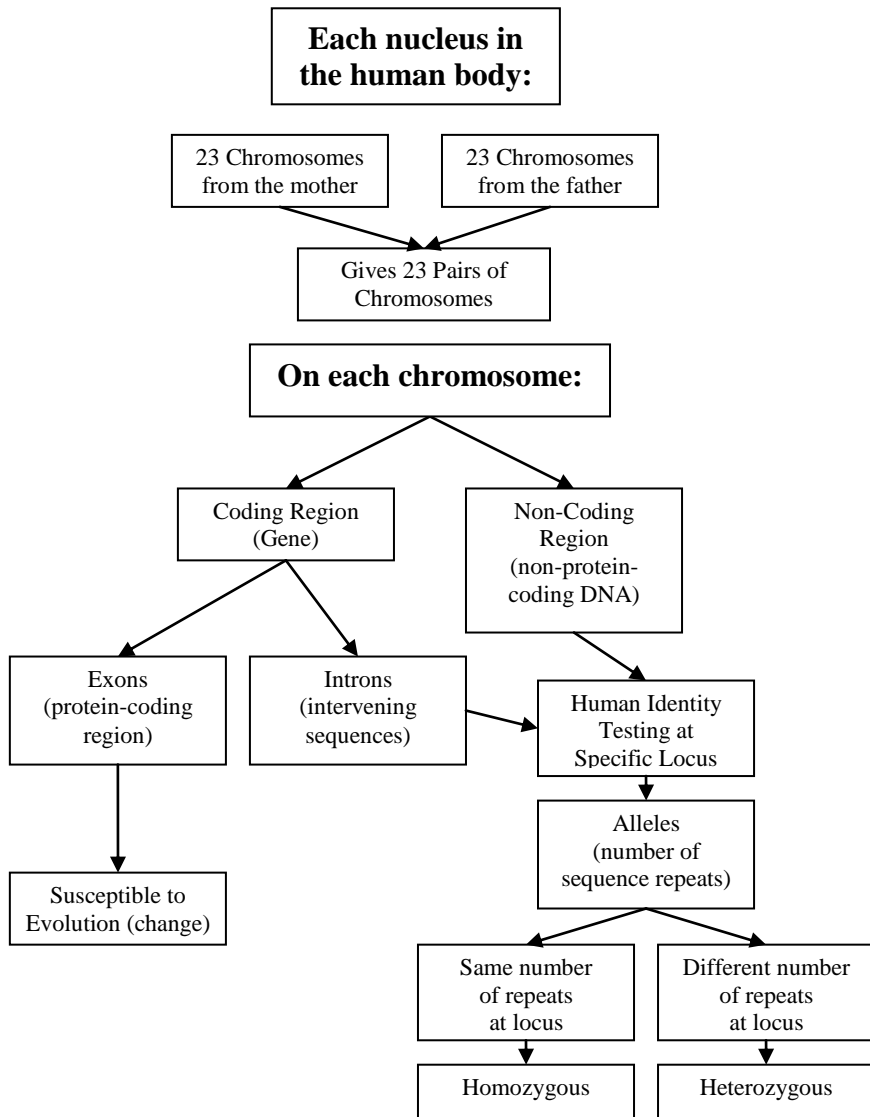 Each nucleus in
the human body:
23 Chromosomes
from the mother
23 Chromosomes
from the father
Gives 23 Pairs of
Chromosomes
On each chromosome:
Coding Region
(Gene)
Non-Coding
Region
(non-protein-
coding DNA)
Exons
(protein-coding
region)
Introns
(intervening
sequences)
Human Identity
Testing at
Specific Locus
Alleles
(number of
sequence repeats)
Susceptible to
Evolution (change)
Same number
of repeats
at locus
Different number
of repeats
at locus
Homozygous
Heterozygous